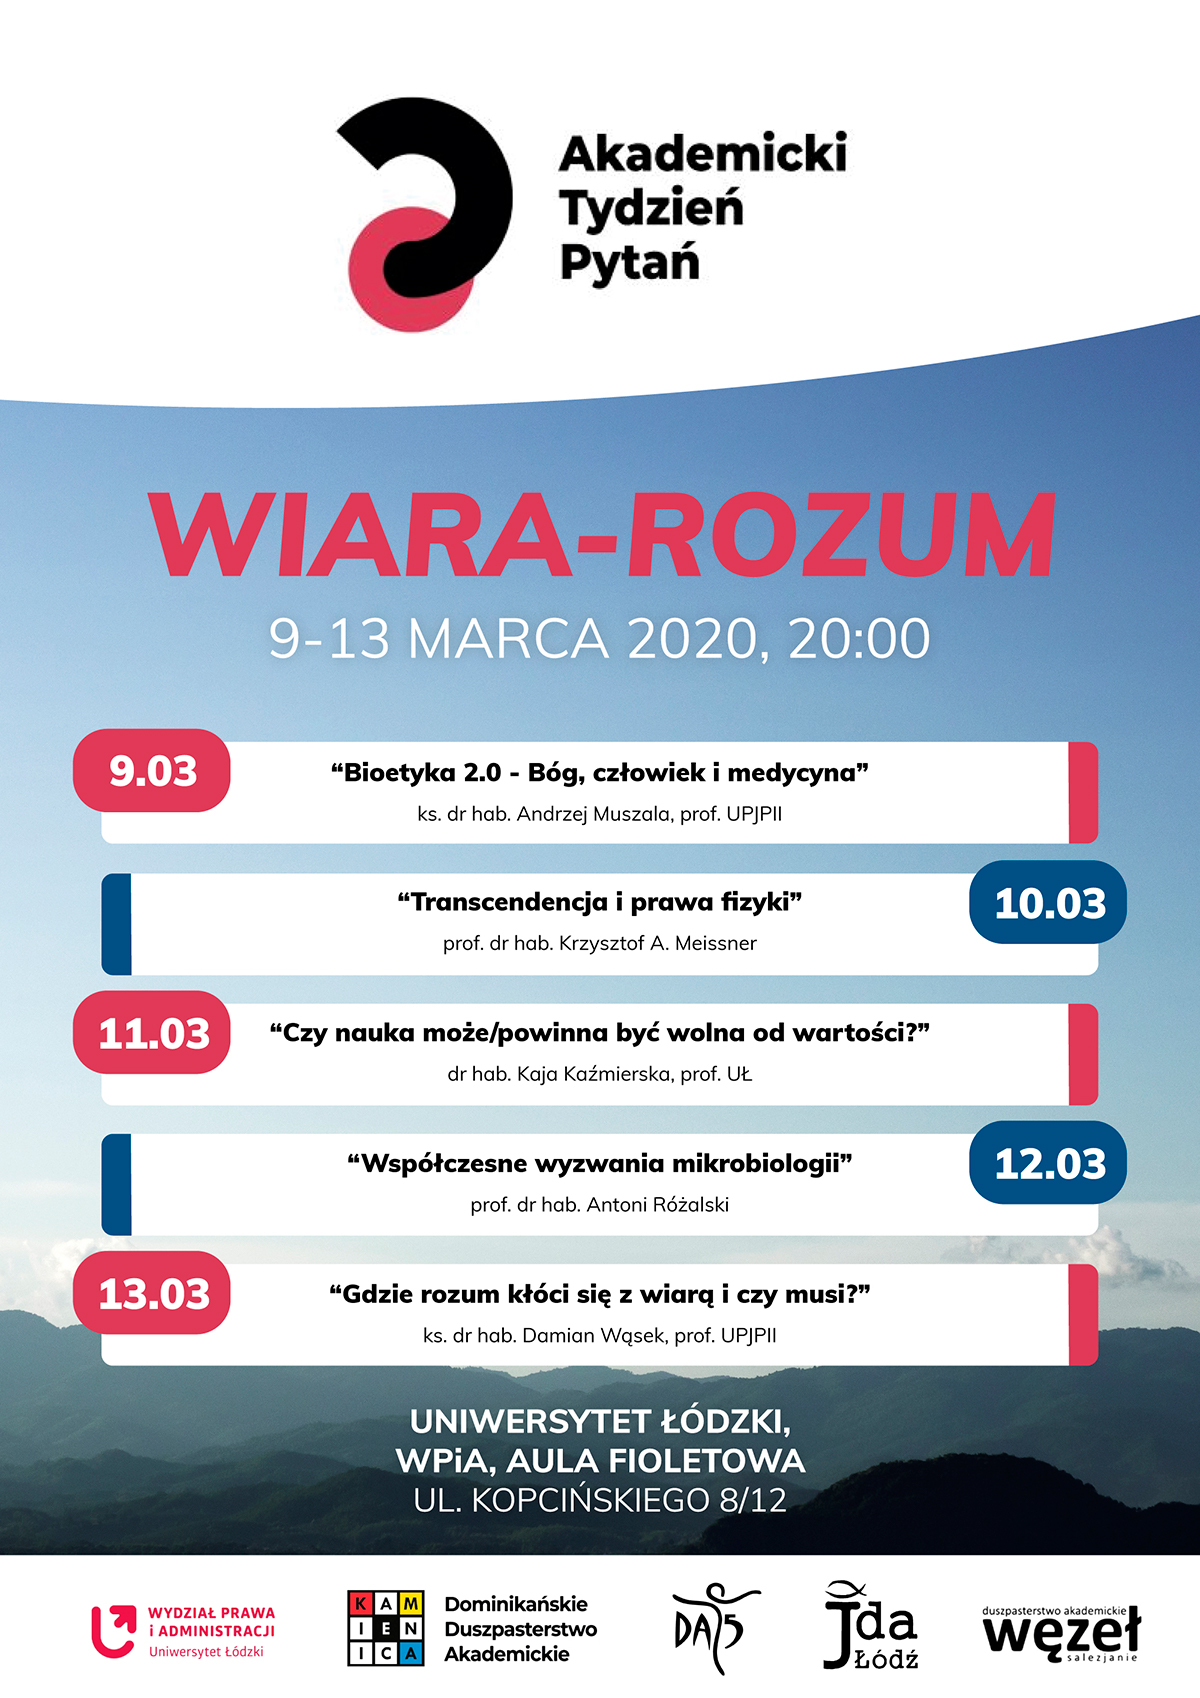 Akademicki
Tydzień
Pytań
WIARA-ROZUM
9-13 MARCA 2020, 20:00
9.03
“Bioetyka 2.0 - Bóg, człowiek i medycyna”
ks. dr hab. Andrzej Muszala, prof. UPJPII
“Transcendencja i prawa fizyki”
10.03
prof. dr hab. Krzysztof A. Meissner
11.03
“Czy nauka może/powinna być wolna od wartości?”
dr hab. Kaja Kaźmierska, prof. UŁ
“Współczesne wyzwania mikrobiologii”
12.03
prof. dr hab. Antoni Różalski
13.03
“Gdzie rozum kłóci się z wiarą i czy musi?”
ks. dr hab. Damian Wąsek, prof. UPJPII
UNIWERSYTET ŁÓDZKI,
WPiA, AULA FIOLETOWA
UL. KOPCIŃSKIEGO 8/12
WYDZIAŁ PRAWA
i ADMINISTRACJI
Uniwersytet Łódzki
KAM
IEN
ICA
Dominikańskie
Duszpasterstwo
Akademickie
DA5
Jda
Łódź
duszpasterstwo akademickie
węzeł
salezjanie